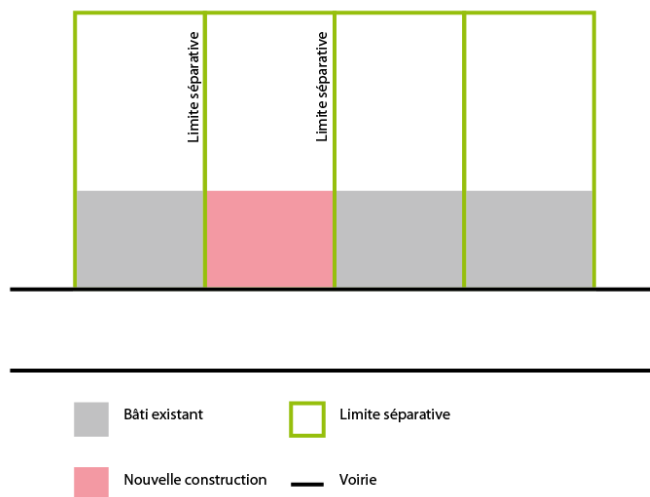 Limite séparative
Limite séparative
Bâti existant
Limite séparative
Nouvelle construction
Voirie